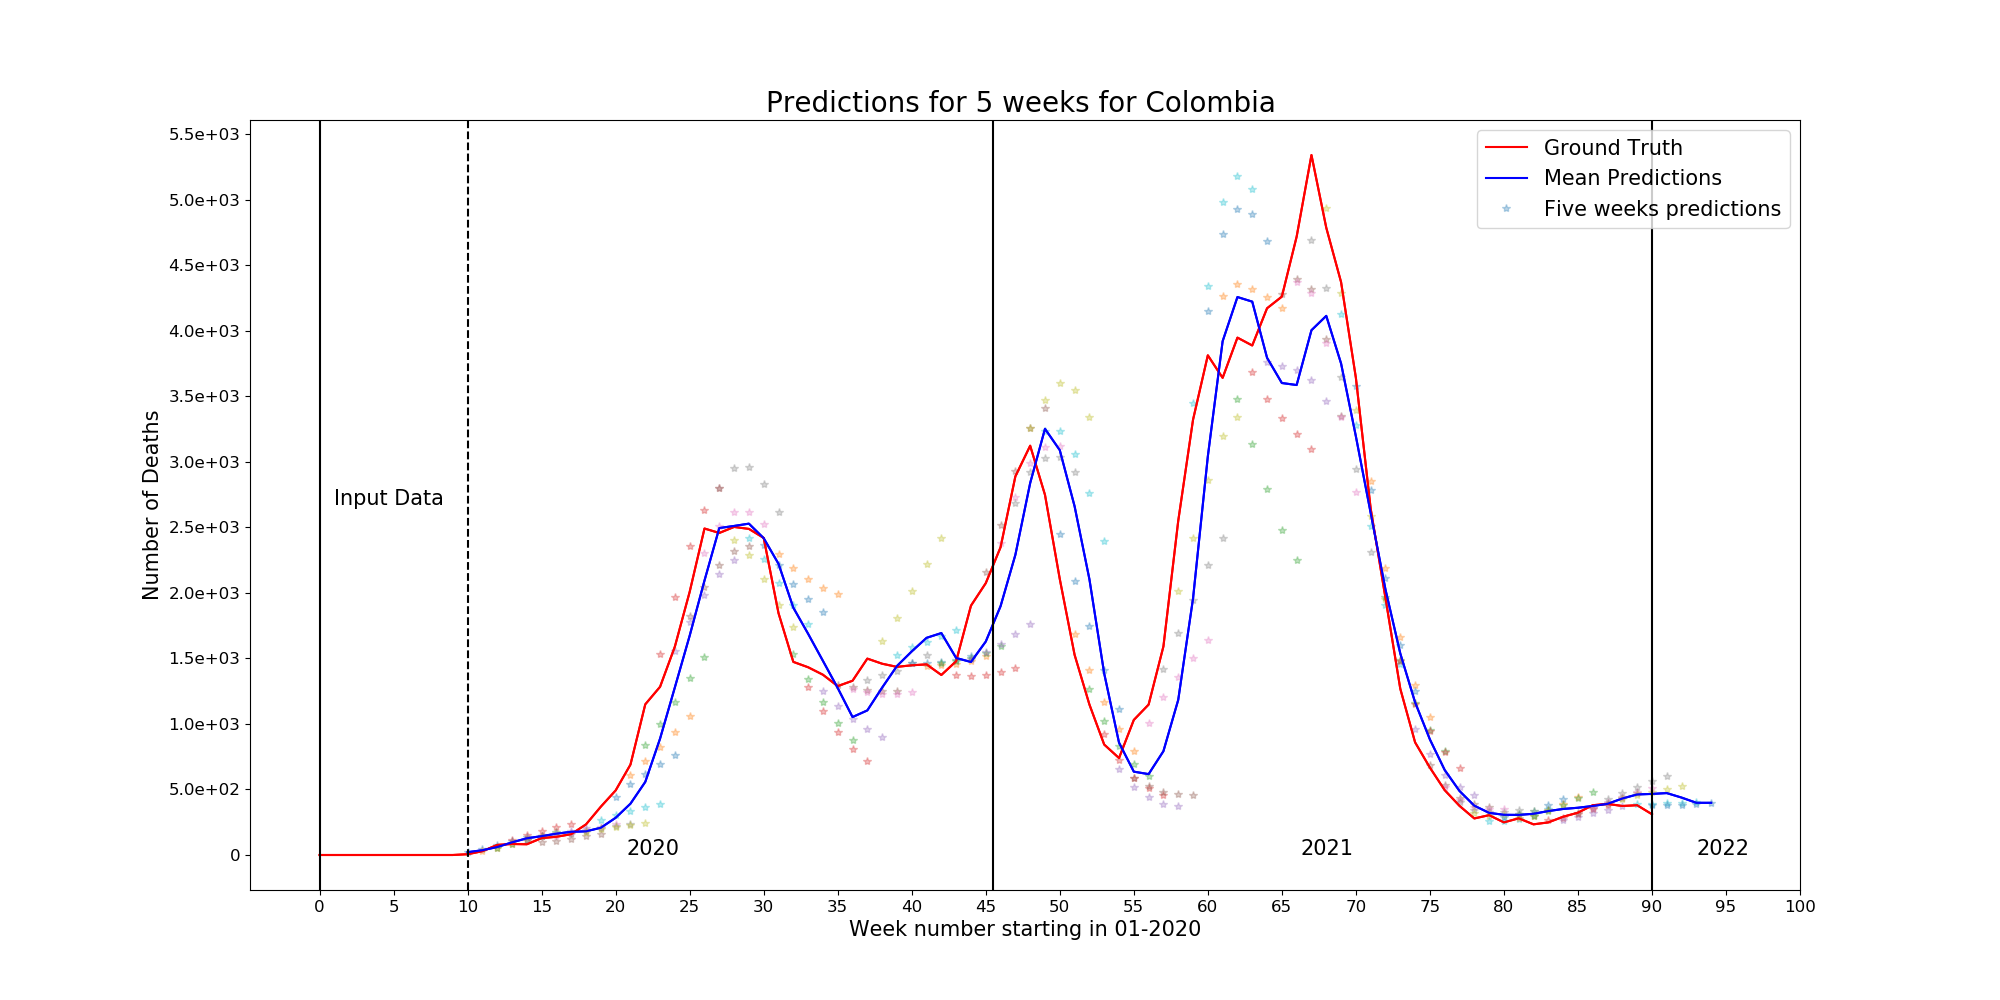 Predictions for 5 weeks for Colombia
5.5e+03
5.0e+03
4.5e+03
4.0e+03
3.5e+03
3.0e+03
2.5e+03
2.0e+03
1.5e+03
1.0e+03
5.0e+02
0
Number of Deaths
Ground Truth
Mean Predictions
Five weeks predictions
Input Data
2020
2021
2022
0 5 10 15 20 25 30 35 40 45 50 55 60 65 70 75 80 85 90 95 100
Week number starting in 01-2020